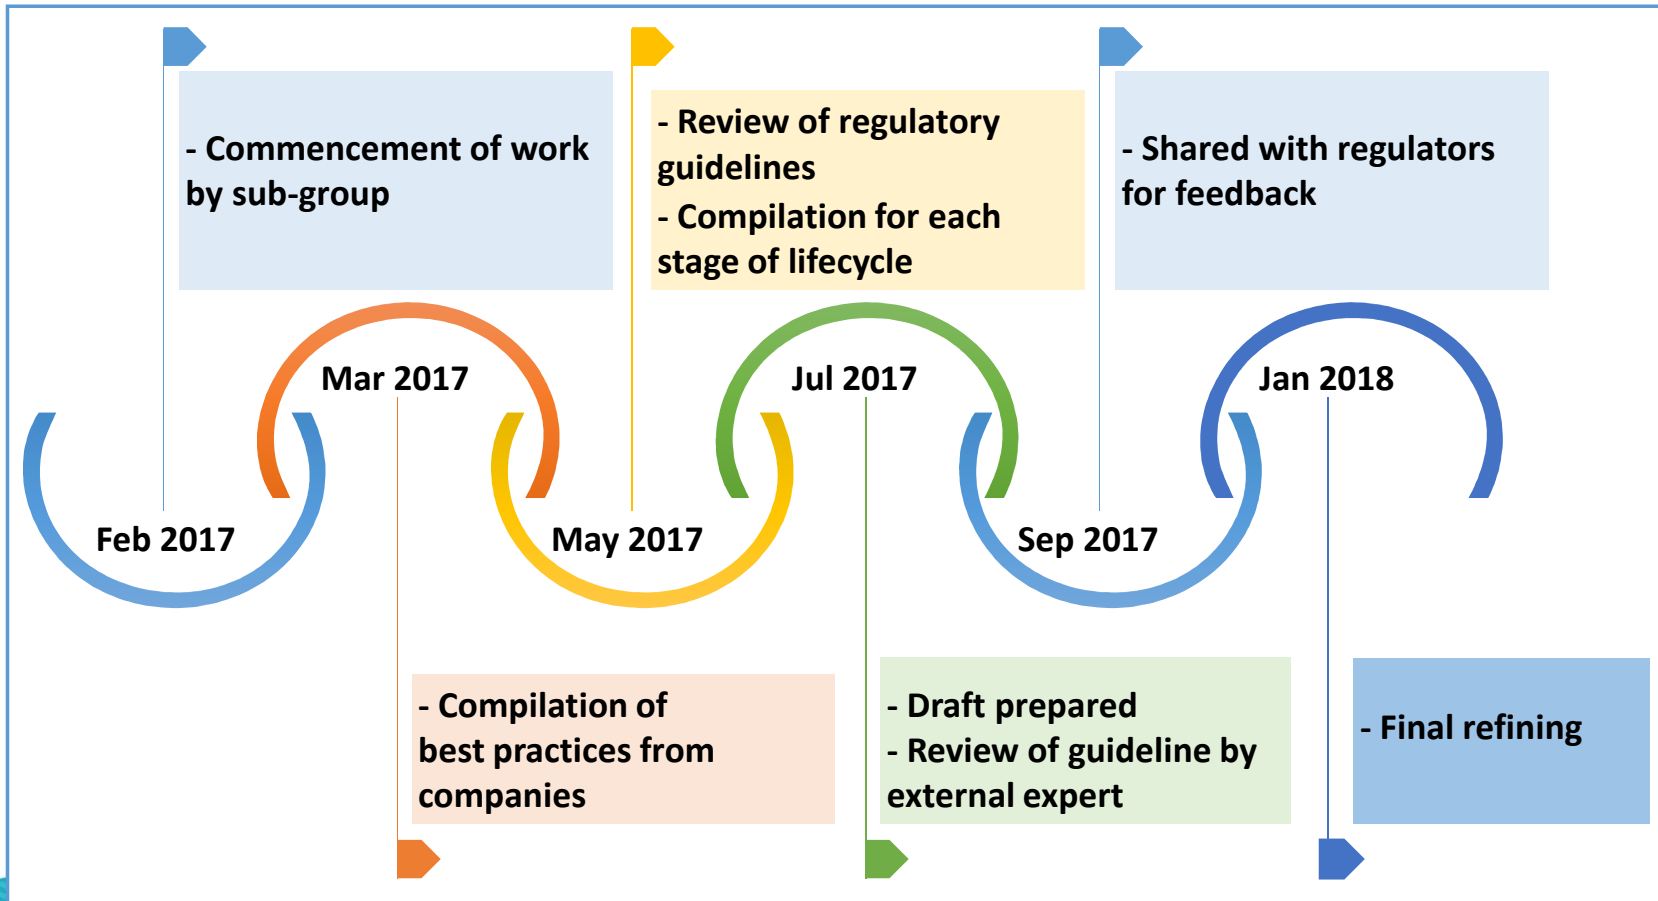 - Commencement of work
by sub-group
- Review of regulatory
guidelines
- Compilation for each
stage of lifecycle
- Shared with regulators
for feedback
Mar 2017
Jul 2017
Jan 2018
Feb 2017
May 2017
Sep 2017
- Compilation of
best practices from
companies
- Draft prepared
- Review of guideline by
external expert
- Final refining